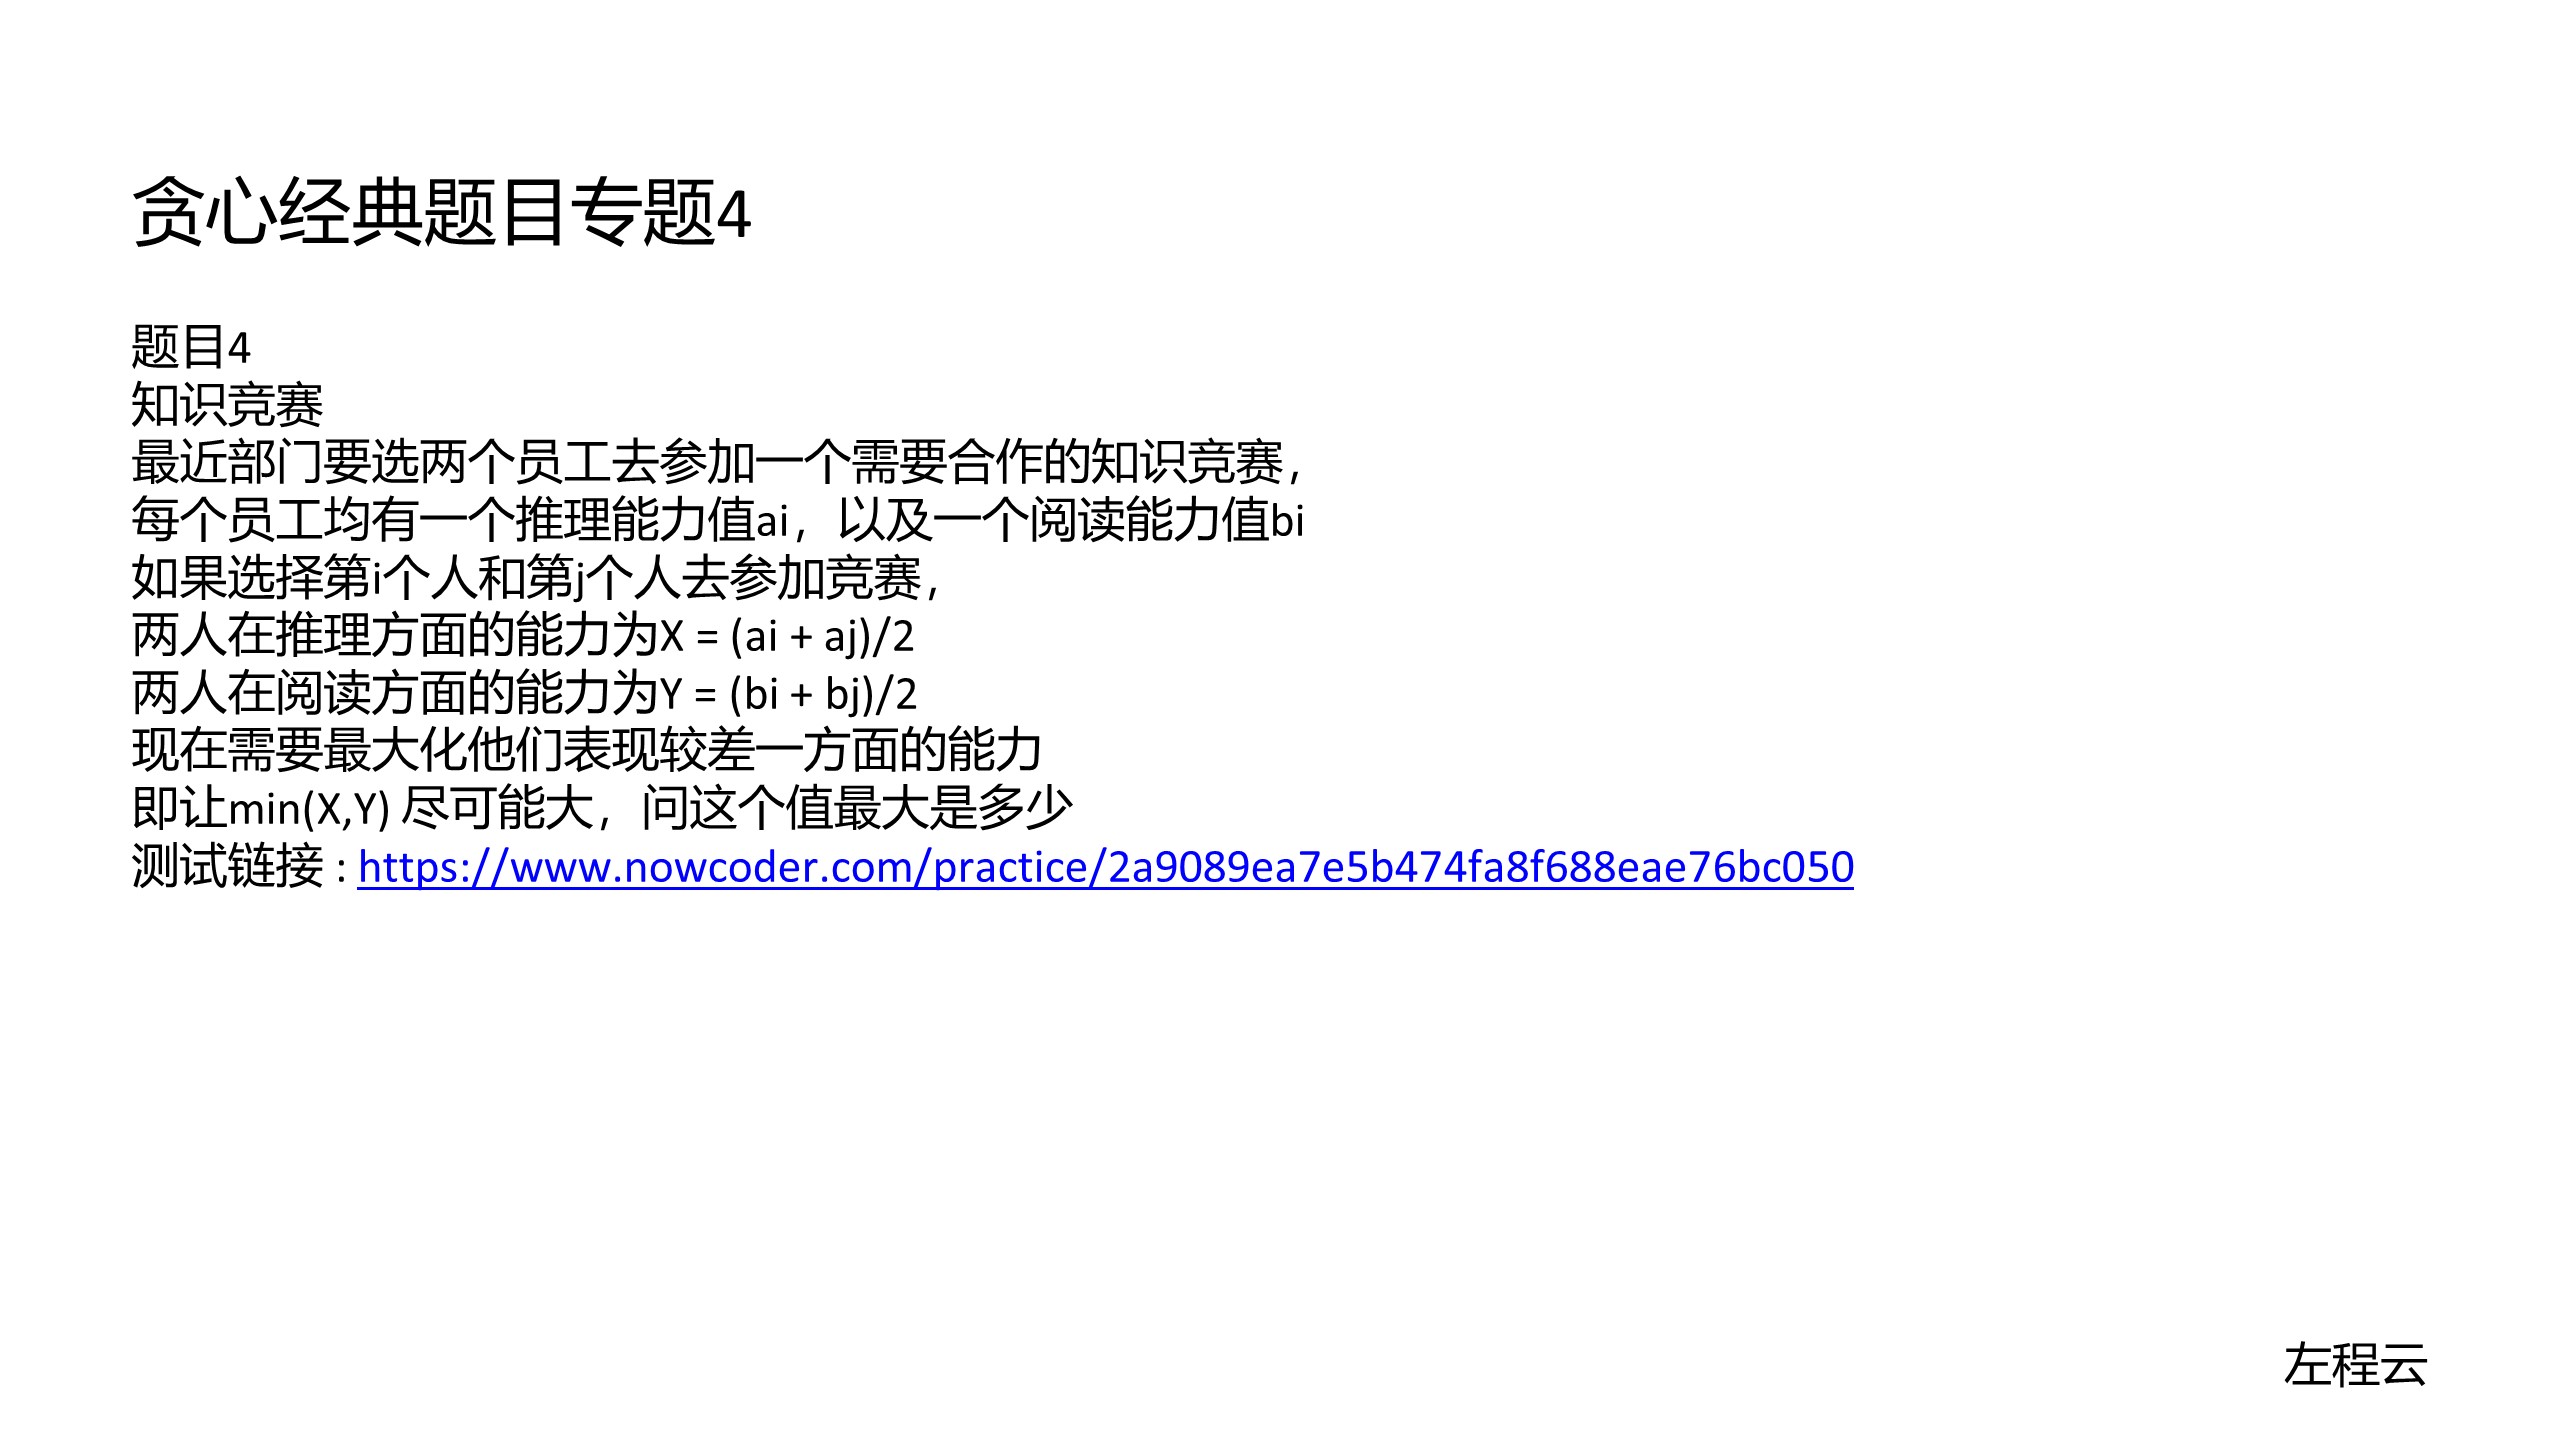 贪心经典题目专题4
题目4
知识竞赛
最近部门要选两个员工去参加一个需要合作的知识竞赛，
每个员工均有一个推理能力值ai，以及一个阅读能力值bi
如果选择第i个人和第j个人去参加竞赛，
两人在推理方面的能力为X = (ai + aj)/2
两人在阅读方面的能力为Y = (bi + bj)/2
现在需要最大化他们表现较差一方面的能力
即让min(X,Y) 尽可能大，问这个值最大是多少
测试链接 : https://www.nowcoder.com/practice/2a9089ea7e5b474fa8f688eae76bc050
左程云